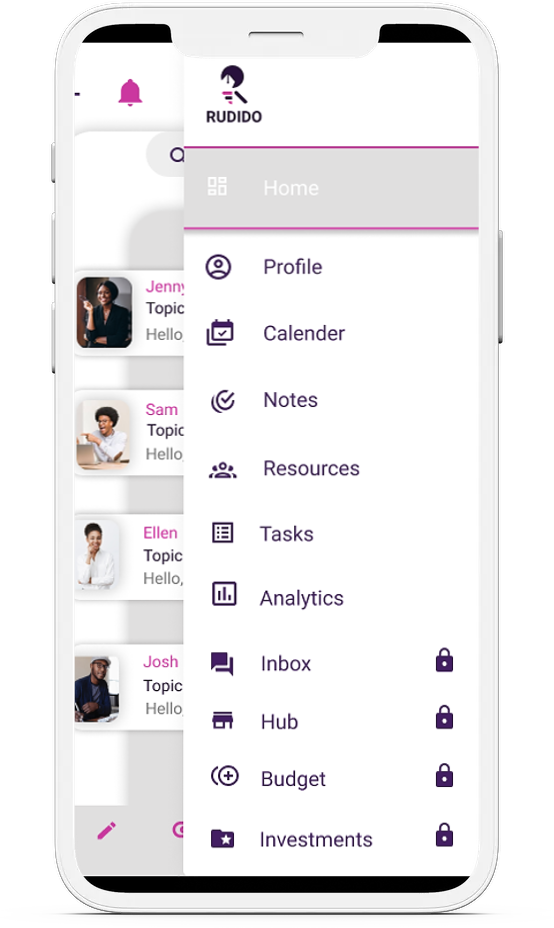 RUDIDO
Home
Profile
Calender
Notes
Resources
Tasks
Analytics
Inbox
Hub
Budget
Investments
Jenny
Topic
Hello,
Sam
Topic
Hello,
Ellen
Topic
Hello,
Josh
Topic
Hello,